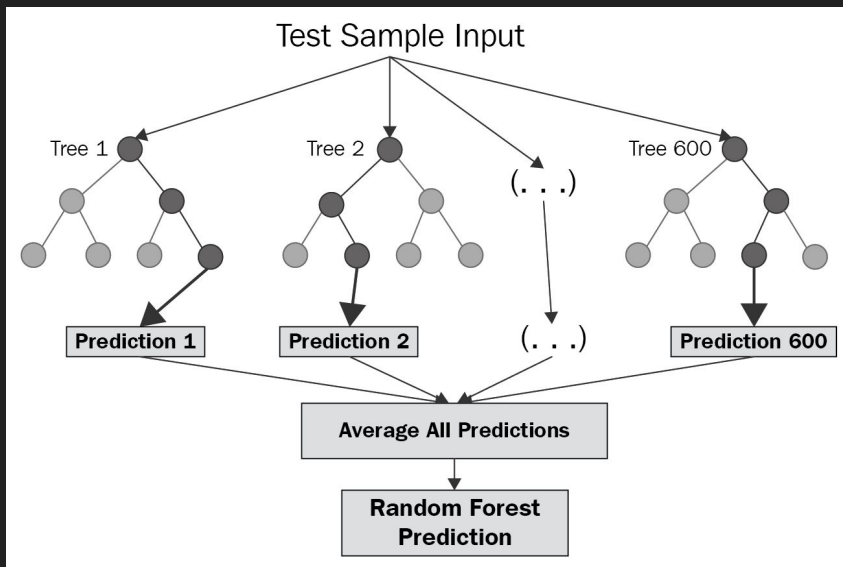 Test Sample Input
Tree 1
Tree 2
(. . .)
Tree 600
Prediction 1
Prediction 2
(. . .)
Prediction 600
Average All Predictions
Random Forest
Prediction